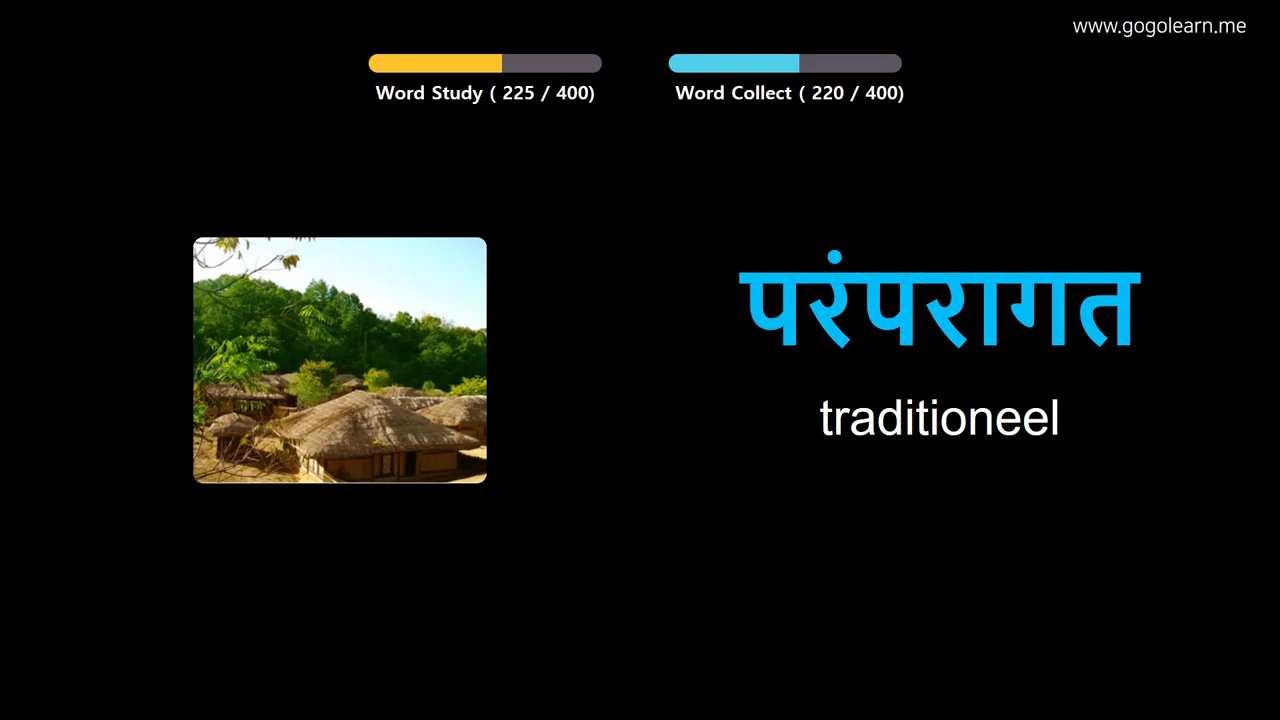 www.gogolearn.me
Word Study ( 225 / 400)
Word Collect ( 220 / 400)
परंपरागत
traditioneel